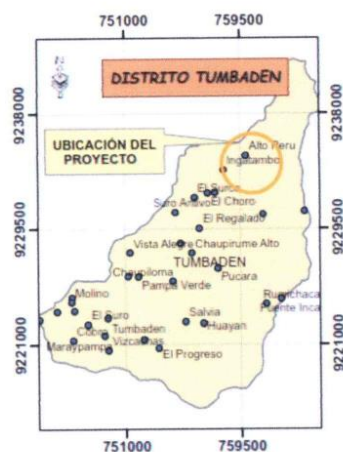 751000 759500
DISTRITO TUMBADEN
9238000 9238000
UBICACIÓN DEL
PROYECTO
Alto Peru
Ingatambo
El Surco
El Choro
Suro Antivo
9229500 9229500
El Regalado
Vista Alegre Chaupirume Alto
TUMBADEN
Chaupiloma Pucara
Pampa Verde
Molino
Rumichaca
Puente Inca
El Suro Salvia
Tumbaden Huayan
9221000 9221000
Vizcachas
Maraypampa
El Progreso
751000 759500